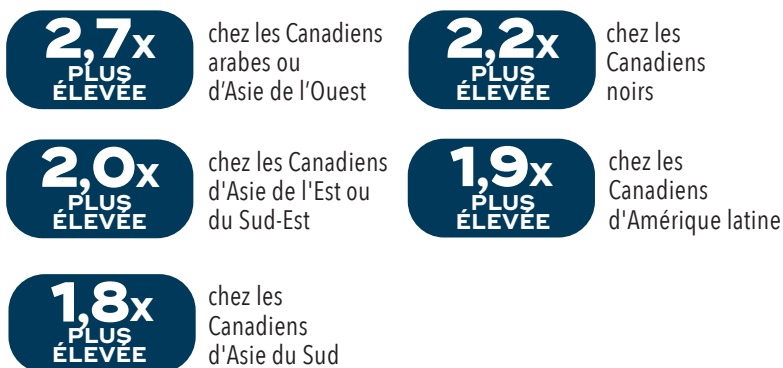 2,7x
PLUS
ÉLEVÉE
chez les Canadiens
arabes ou
d’Asie de l’Ouest
2,2x
PLUS
ÉLEVÉE
chez les
Canadiens
noirs
2,0x
PLUS
ÉLEVÉE
chez les Canadiens
d'Asie de l'Est ou
du Sud-Est
1,9x
PLUS
ÉLEVÉE
chez les
Canadiens
d'Amérique latine
1,8x
PLUS
ÉLEVÉE
chez les
Canadiens
d'Asie du Sud